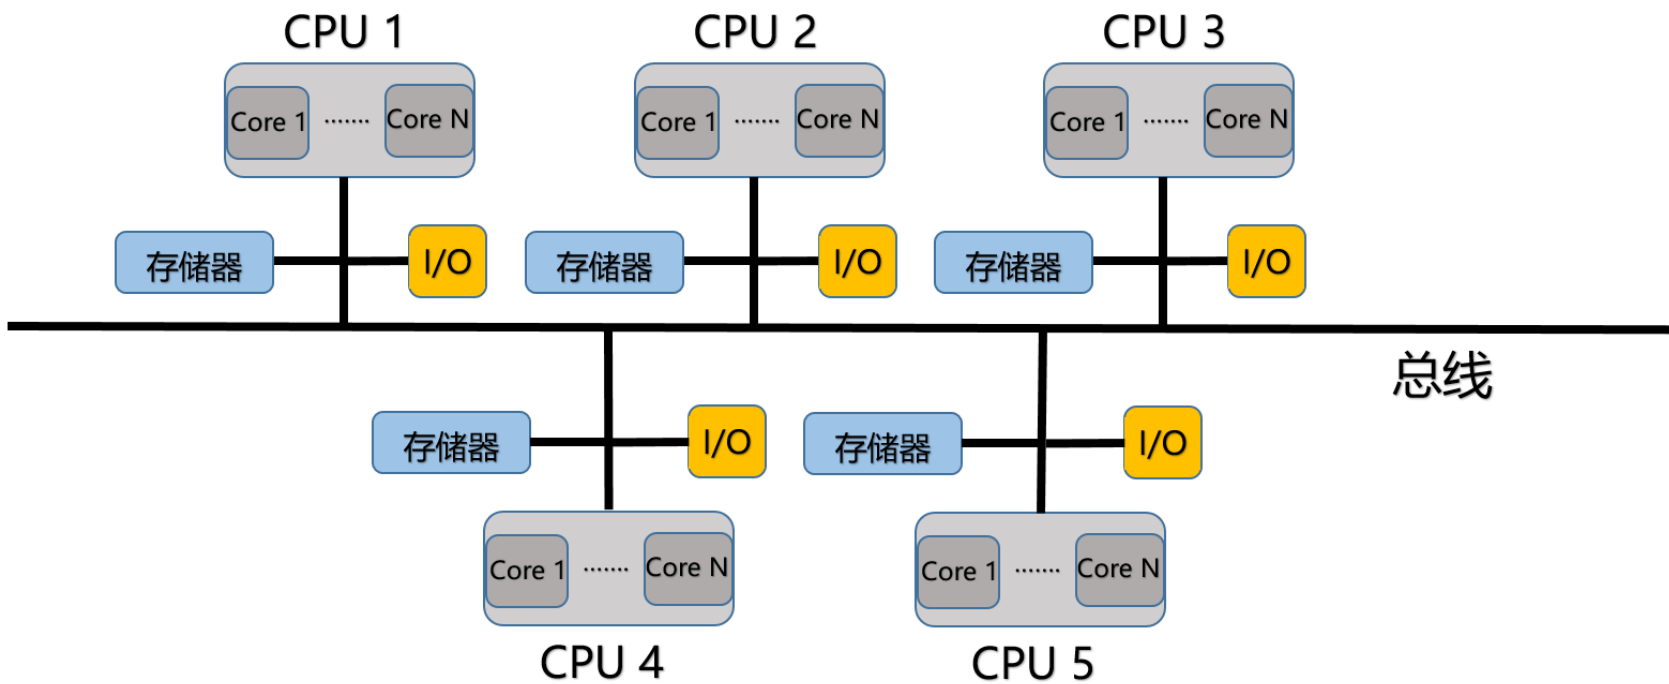 CPU 1
CPU 2
CPU 3
Core 1 ······· Core N
Core 1 ······· Core N
Core 1 ······· Core N
存储器
I/O
存储器
I/O
存储器
I/O
总线
存储器
I/O
存储器
I/O
Core 1 ······· Core N
Core 1 ······· Core N
CPU 4
CPU 5